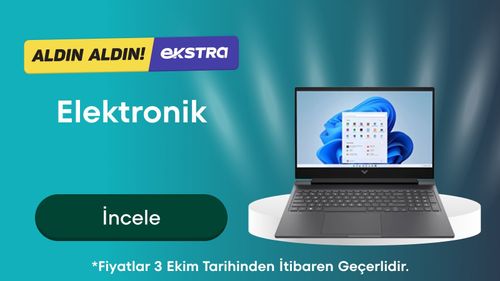 ALDIN ALDIN! eKSTRA
Elektronik
İncele
*Fiyatlar 3 Ekim Tarihinden İtibaren Geçerlidir.